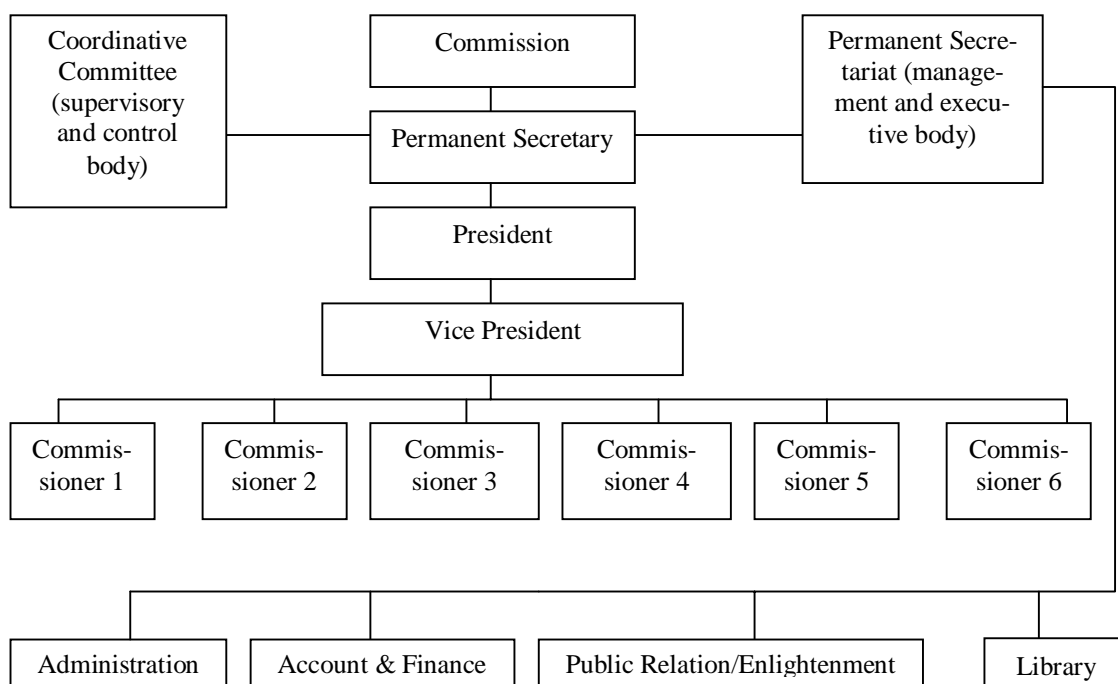 Coordinative
Committee
(supervisory
and control
body)
Commission
Permanent Secre-
tariat (manage-
ment and execu-
tive body)
Permanent Secretary
President
Vice President
Commis-
sioner 1
Commis-
sioner 2
Commis-
sioner 3
Commis-
sioner 4
Commis-
sioner 5
Commis-
sioner 6
Administration
Account & Finance
Public Relation/Enlightenment
Library